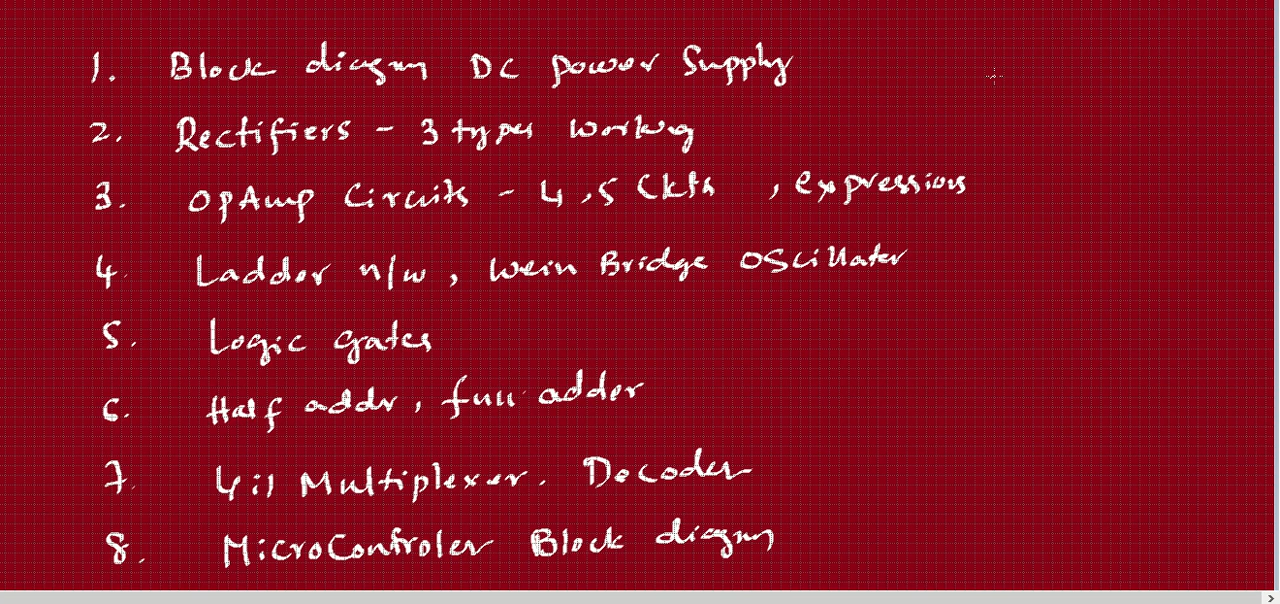 1. Block diagram DC power Supply
2. Rectifiers - 3 types working
3. OpAmp Circuits - 4,5 Ckts , expressions
4. Ladder n/w, Wein Bridge OScillater
5. Logic gates
6. Half addr, full adder
7. 4:1 Multiplexer. Decoder
8. MicroControler Block diagram